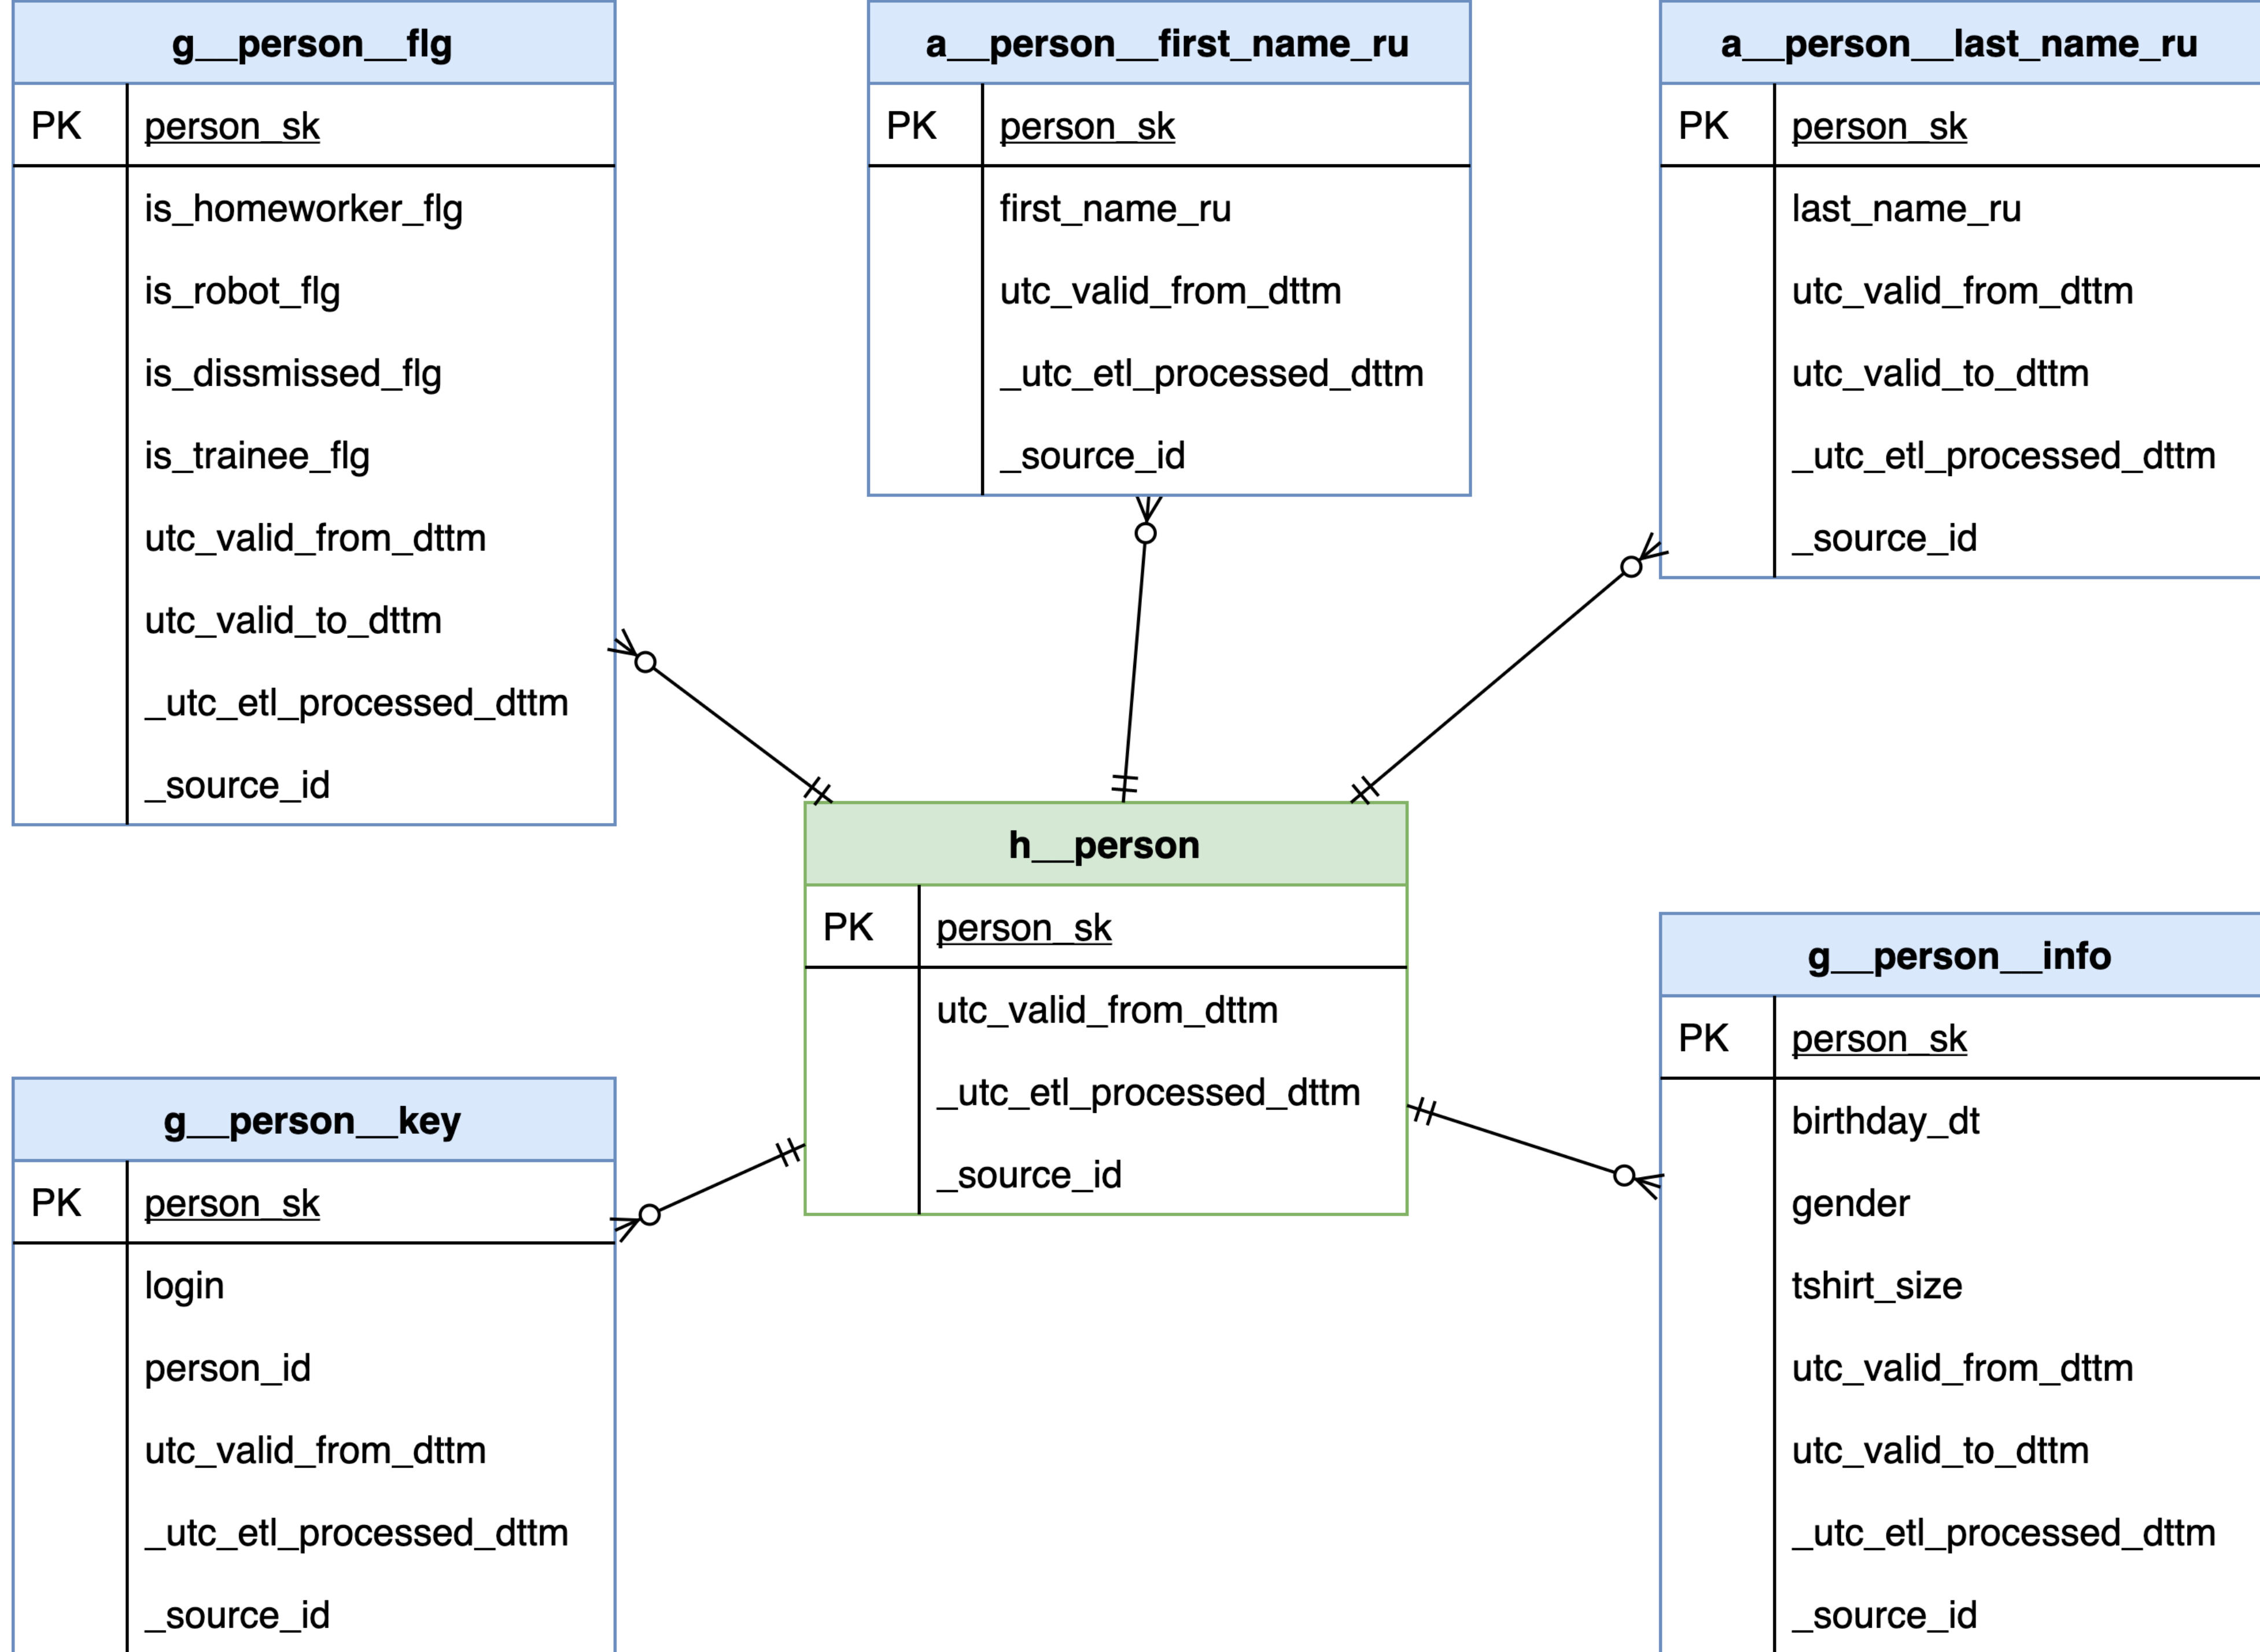 g__person__flg
PK person_sk
is_homeworker_flg
is_robot_flg
is_dissmissed_flg
is_trainee_flg
utc_valid_from_dttm
utc_valid_to_dttm
_utc_etl_processed_dttm
_source_id
a__person__first_name_ru
PK person_sk
first_name_ru
utc_valid_from_dttm
_utc_etl_processed_dttm
_source_id
a__person__last_name_ru
PK person_sk
last_name_ru
utc_valid_from_dttm
utc_valid_to_dttm
_utc_etl_processed_dttm
_source_id
h__person
PK person_sk
utc_valid_from_dttm
_utc_etl_processed_dttm
_source_id
g__person__key
PK person_sk
login
person_id
utc_valid_from_dttm
_utc_etl_processed_dttm
_source_id
g__person__info
PK person_sk
birthday_dt
gender
tshirt_size
utc_valid_from_dttm
utc_valid_to_dttm
_utc_etl_processed_dttm
_source_id